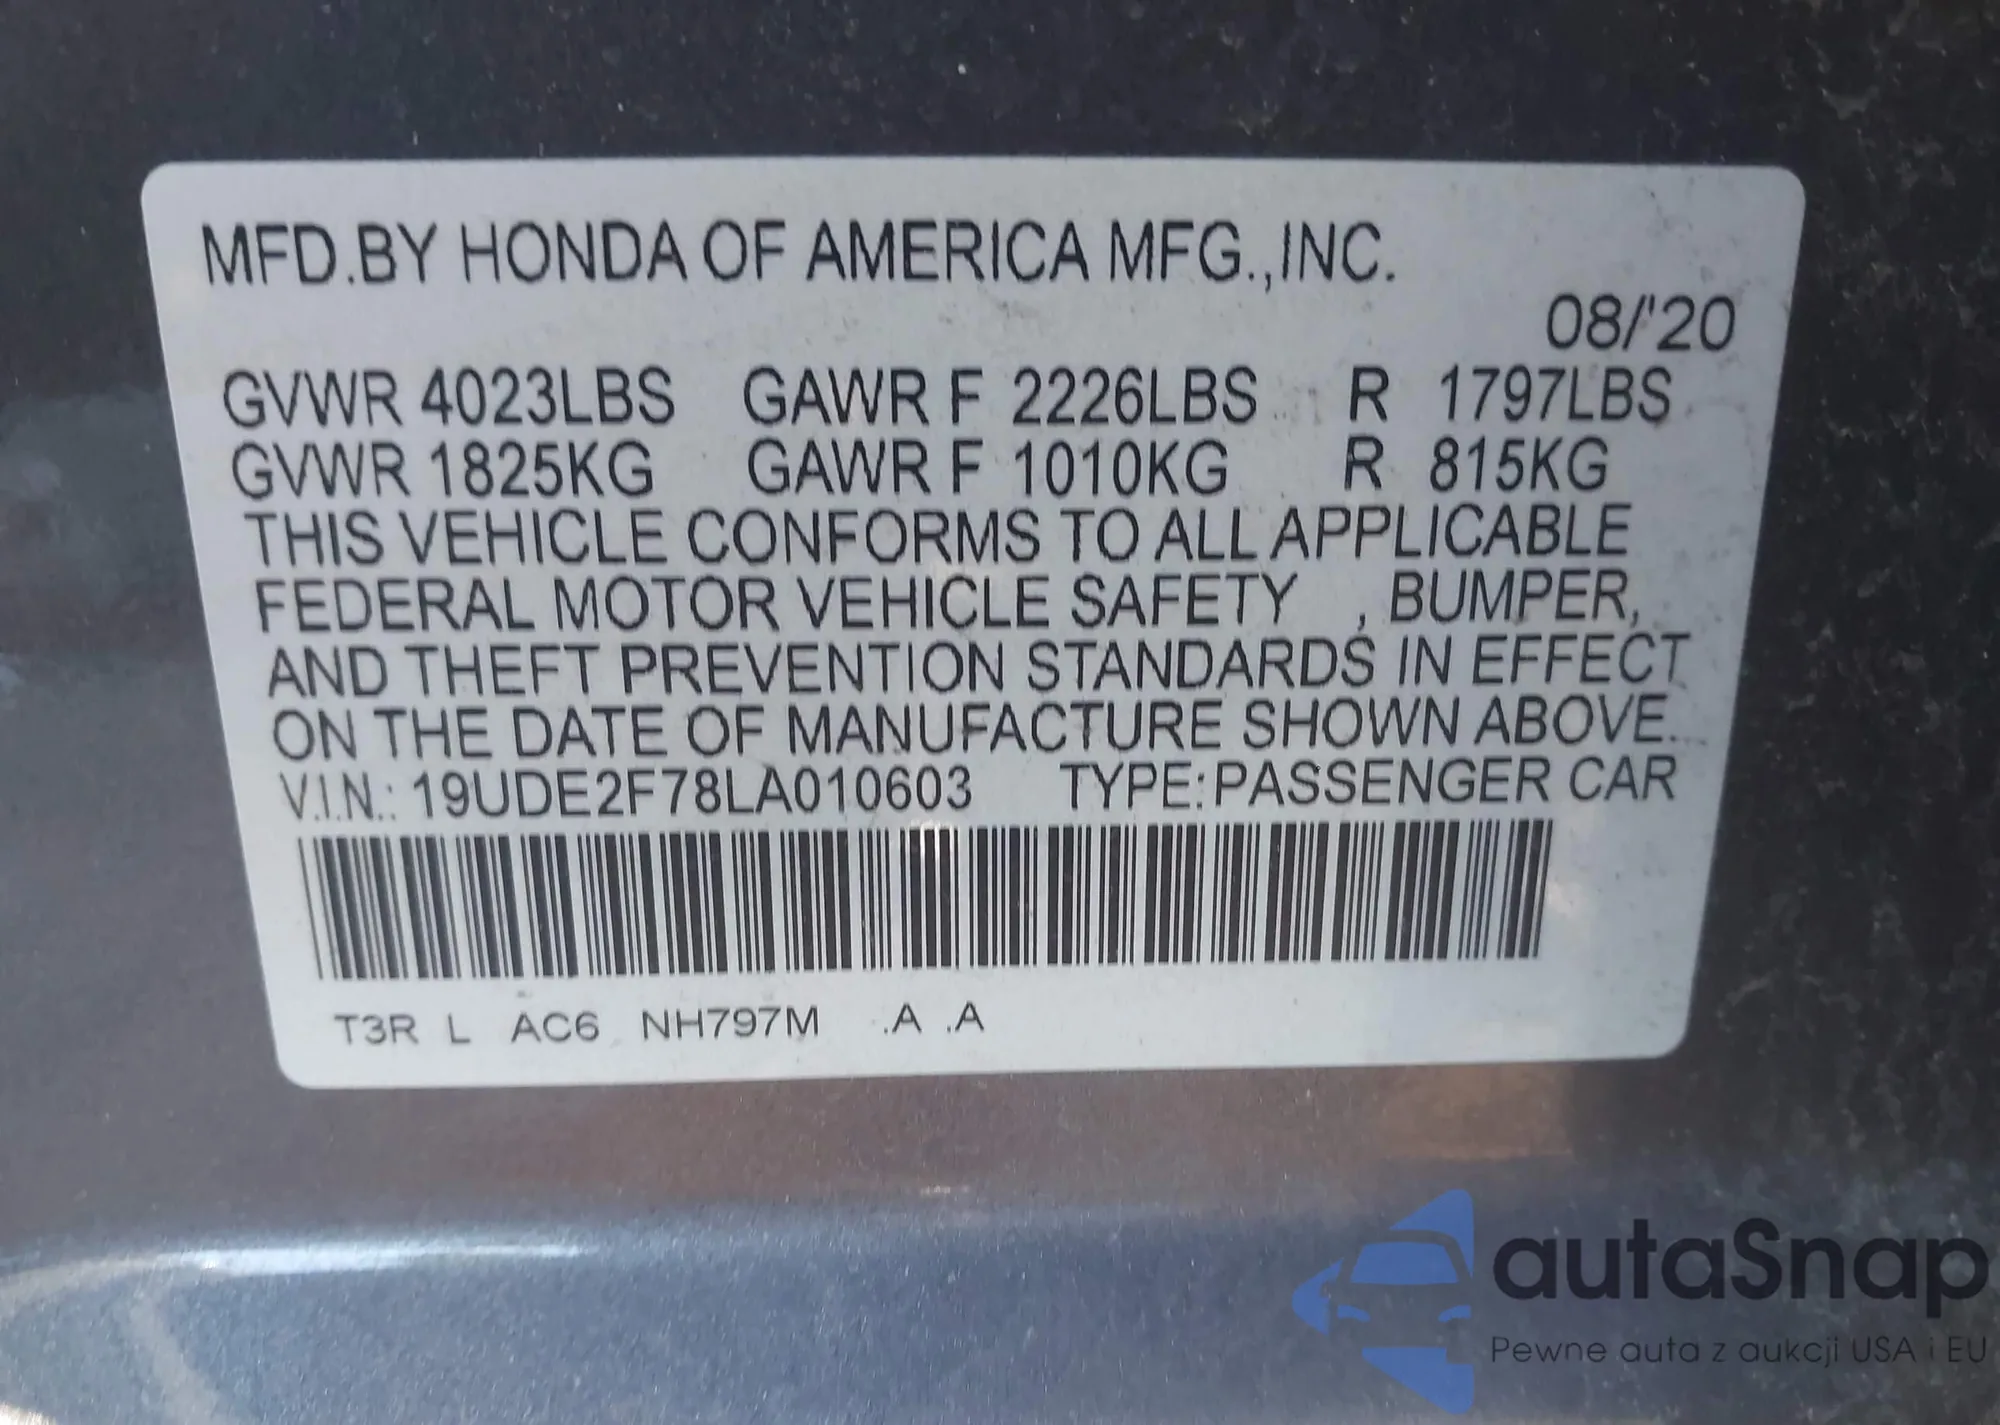 MFD.BY HONDA OF AMERICA MFG.,INC.
08/'20
GVWR 4023LBS GAWR F 2226LBS R 1797LBS
GVWR 1825KG GAWR F 1010KG R 815KG
THIS VEHICLE CONFORMS TO ALL APPLICABLE
FEDERAL MOTOR VEHICLE SAFETY , BUMPER,
AND THEFT PREVENTION STANDARDS IN EFFECT
ON THE DATE OF MANUFACTURE SHOWN ABOVE.
V.I.N.: 19UDE2F78LA010603 TYPE:PASSENGER CAR
T3R L AC6 NH797M .A .A
autaSnap
Pewne auta z aukcji USA i EU